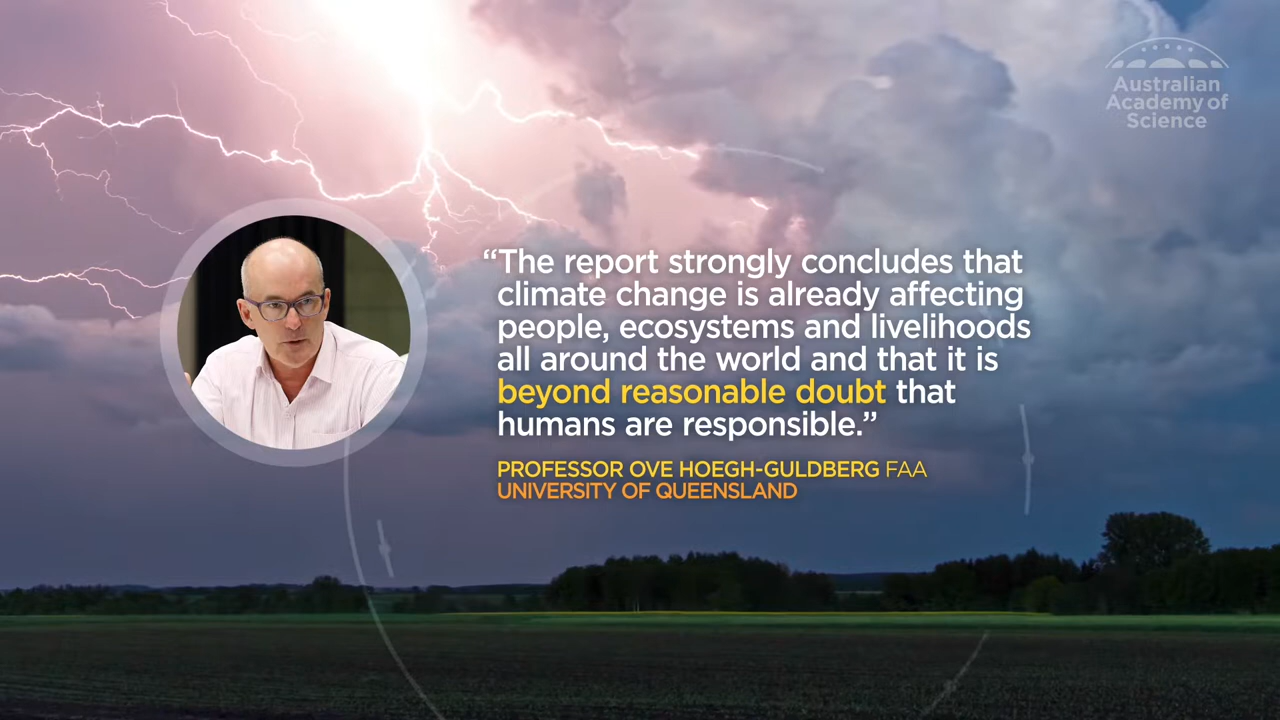 Australian
Academy of
Science
“The report strongly concludes that
climate change is already affecting
people, ecosystems and livelihoods
all around the world and that it is
beyond reasonable doubt that
humans are responsible.”
PROFESSOR OVE HOEGH-GULDBERG FAA
UNIVERSITY OF QUEENSLAND